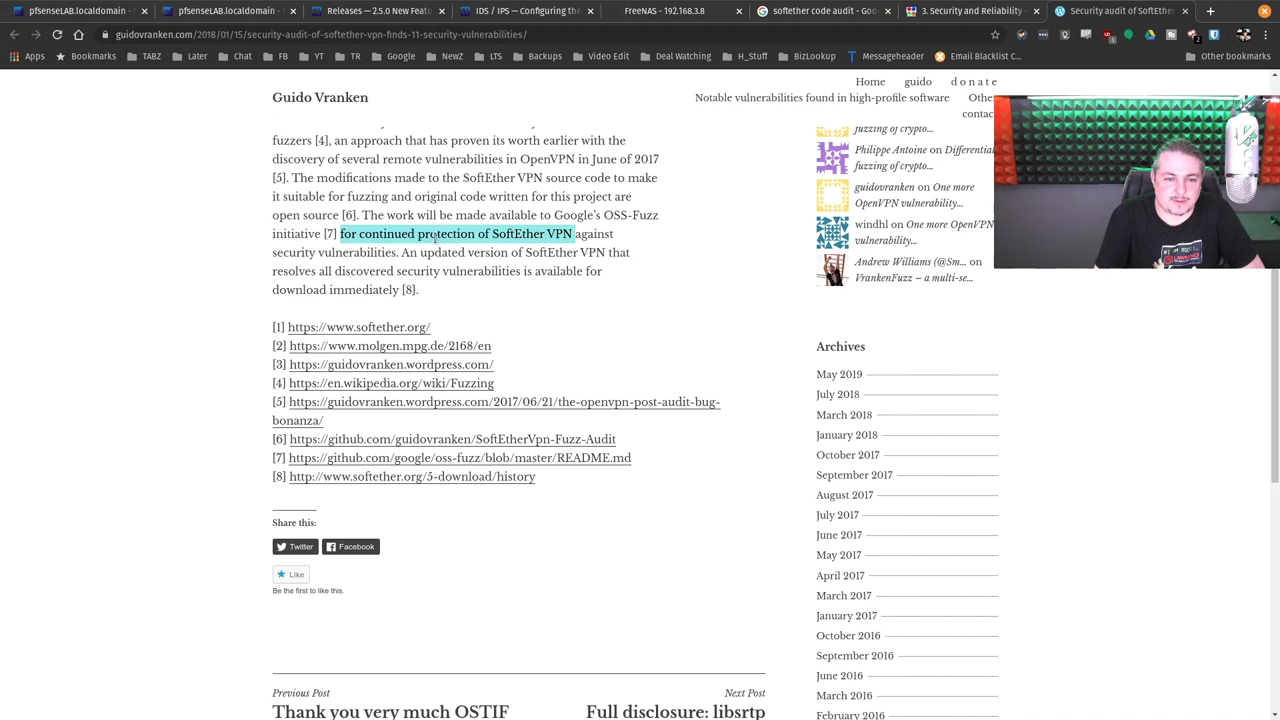 pfsenseLAB.localdomain -
pfsenseLAB.localdomain -
Releases — 2.5.0 New Featu
IDS / IPS — Configuring the
FreeNAS - 192.168.3.8
softether code audit - Goo
3. Security and Reliability
Security audit of SoftEthe
guidovranken.com/2018/01/15/security-audit-of-softether-vpn-finds-11-security-vulnerabilities/
Apps
Bookmarks
TABZ
Later
Chat
FB
YT
TR
Google
NewZ
LTS
Backups
Video Edit
Deal Watching
H_Stuff
BizLookup
Messageheader
Email Blacklist C...
Other bookmarks
Guido Vranken
Home guido donate
Notable vulnerabilities found in high-profile software Othe
contac
fuzzers [4], an approach that has proven its worth earlier with the
discovery of several remote vulnerabilities in OpenVPN in June of 2017
[5]. The modifications made to the SoftEther VPN source code to make
it suitable for fuzzing and original code written for this project are
open source [6]. The work will be made available to Google's OSS-Fuzz
initiative [7] for continued protection of SoftEther VPN against
security vulnerabilities. An updated version of SoftEther VPN that
resolves all discovered security vulnerabilities is available for
download immediately [8].
[1] https://www.softether.org/
[2] https://www.molgen.mpg.de/2168/en
[3] https://guidovranken.wordpress.com/
[4] https://en.wikipedia.org/wiki/Fuzzing
[5] https://guidovranken.wordpress.com/2017/06/21/the-openvpn-post-audit-bug-
bonanza/
[6] https://github.com/guidovranken/SoftEtherVpn-Fuzz-Audit
[7] https://github.com/google/oss-fuzz/blob/master/README.md
[8] http://www.softether.org/5-download/history
Share this:
Twitter
Facebook
Like
Be the first to like this.
Previous Post
Thank you very much OSTIF
Next Post
Full disclosure: libsrtp
fuzzing of crypto...
Philippe Antoine on Differential
fuzzing of crypto...
guidovranken on One more
OpenVPN vulnerability...
windhl on One more OpenVPN
vulnerability...
Andrew Williams (@Sm... on
VrankenFuzz – a multi-se...
Archives
May 2019
July 2018
March 2018
January 2018
October 2017
September 2017
August 2017
July 2017
June 2017
May 2017
April 2017
March 2017
January 2017
October 2016
September 2016
June 2016
March 2016
February 2016